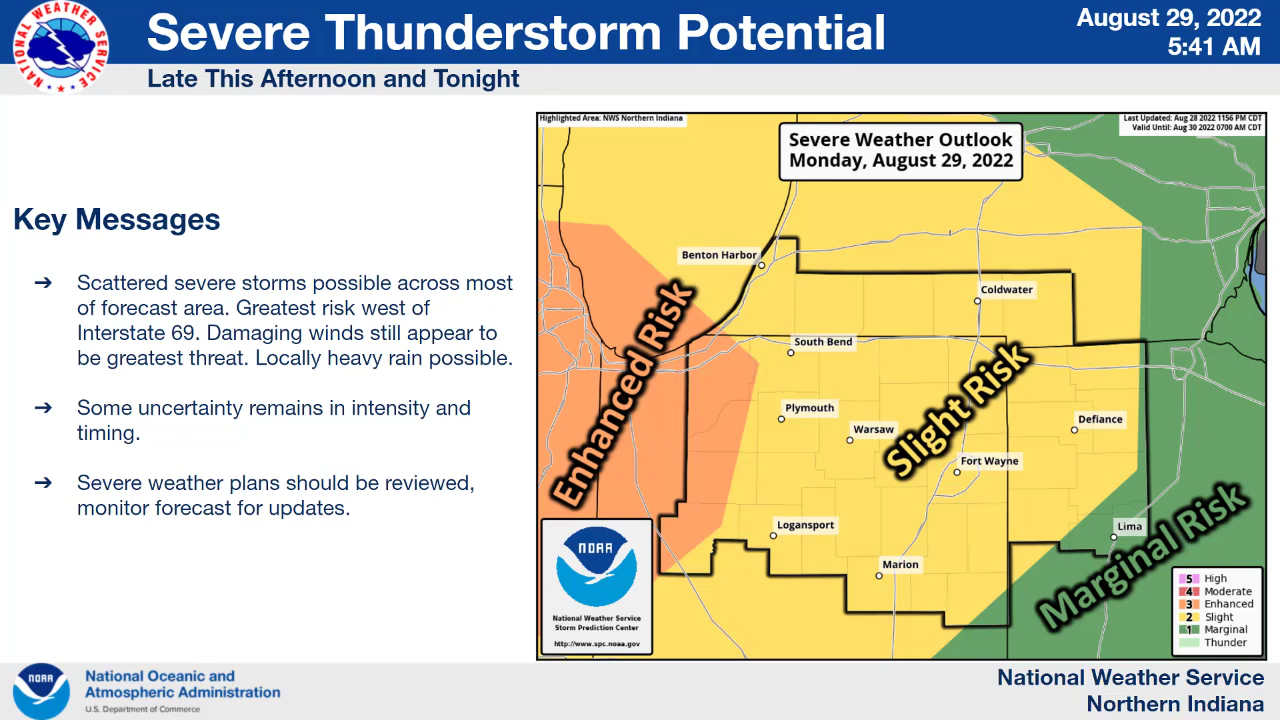 NATIONAL WEATHER SERVICE
Severe Thunderstorm Potential
August 29, 2022
5:41 AM
Late This Afternoon and Tonight
Key Messages
➔ Scattered severe storms possible across most
of forecast area. Greatest risk west of
Interstate 69. Damaging winds still appear to
be greatest threat. Locally heavy rain possible.
➔ Some uncertainty remains in intensity and
timing.
➔ Severe weather plans should be reviewed,
monitor forecast for updates.
Highlighted Area: NWS Northern Indiana
Severe Weather Outlook
Monday, August 29, 2022
Last Updated: Aug 28 2022 1156 PM CDT
Valid Until: Aug 30 2022 0700 AM CDT
Benton Harbor
Coldwater
South Bend
Plymouth
Warsaw
Defiance
Fort Wayne
Logansport
Lima
Marion
Enhanced Risk
Slight Risk
Marginal Risk
NOAA
National Weather Service
Storm Prediction Center
http://www.spc.noaa.gov
5 High
4 Moderate
3 Enhanced
2 Slight
1 Marginal
Thunder
NOAA
National Oceanic and
Atmospheric Administration
U.S. Department of Commerce
National Weather Service
Northern Indiana